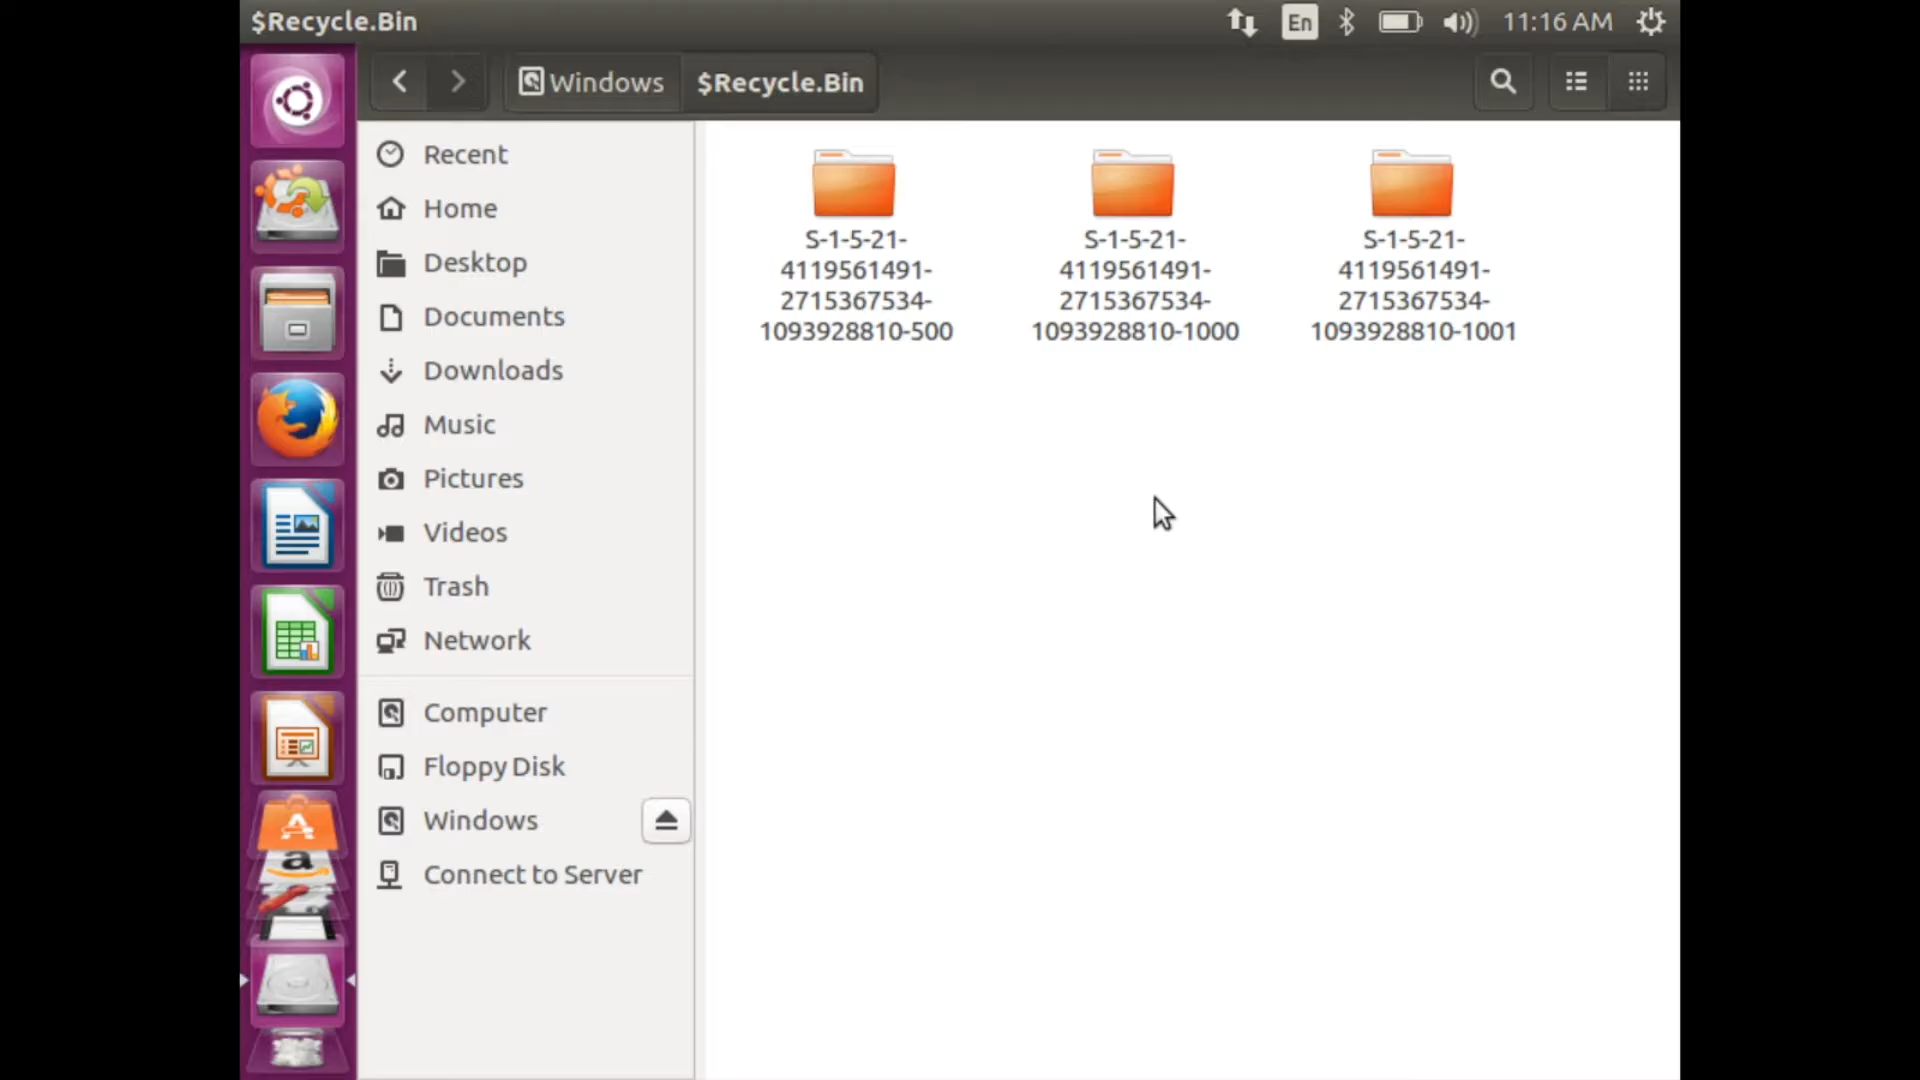 $Recycle.Bin
En
11:16 AM
Windows
$Recycle.Bin
Recent
Home
Desktop
Documents
Downloads
Music
Pictures
Videos
Trash
Network
Computer
Floppy Disk
Windows
Connect to Server
S-1-5-21-
4119561491-
2715367534-
1093928810-500
S-1-5-21-
4119561491-
2715367534-
1093928810-1000
S-1-5-21-
4119561491-
2715367534-
1093928810-1001
A
a